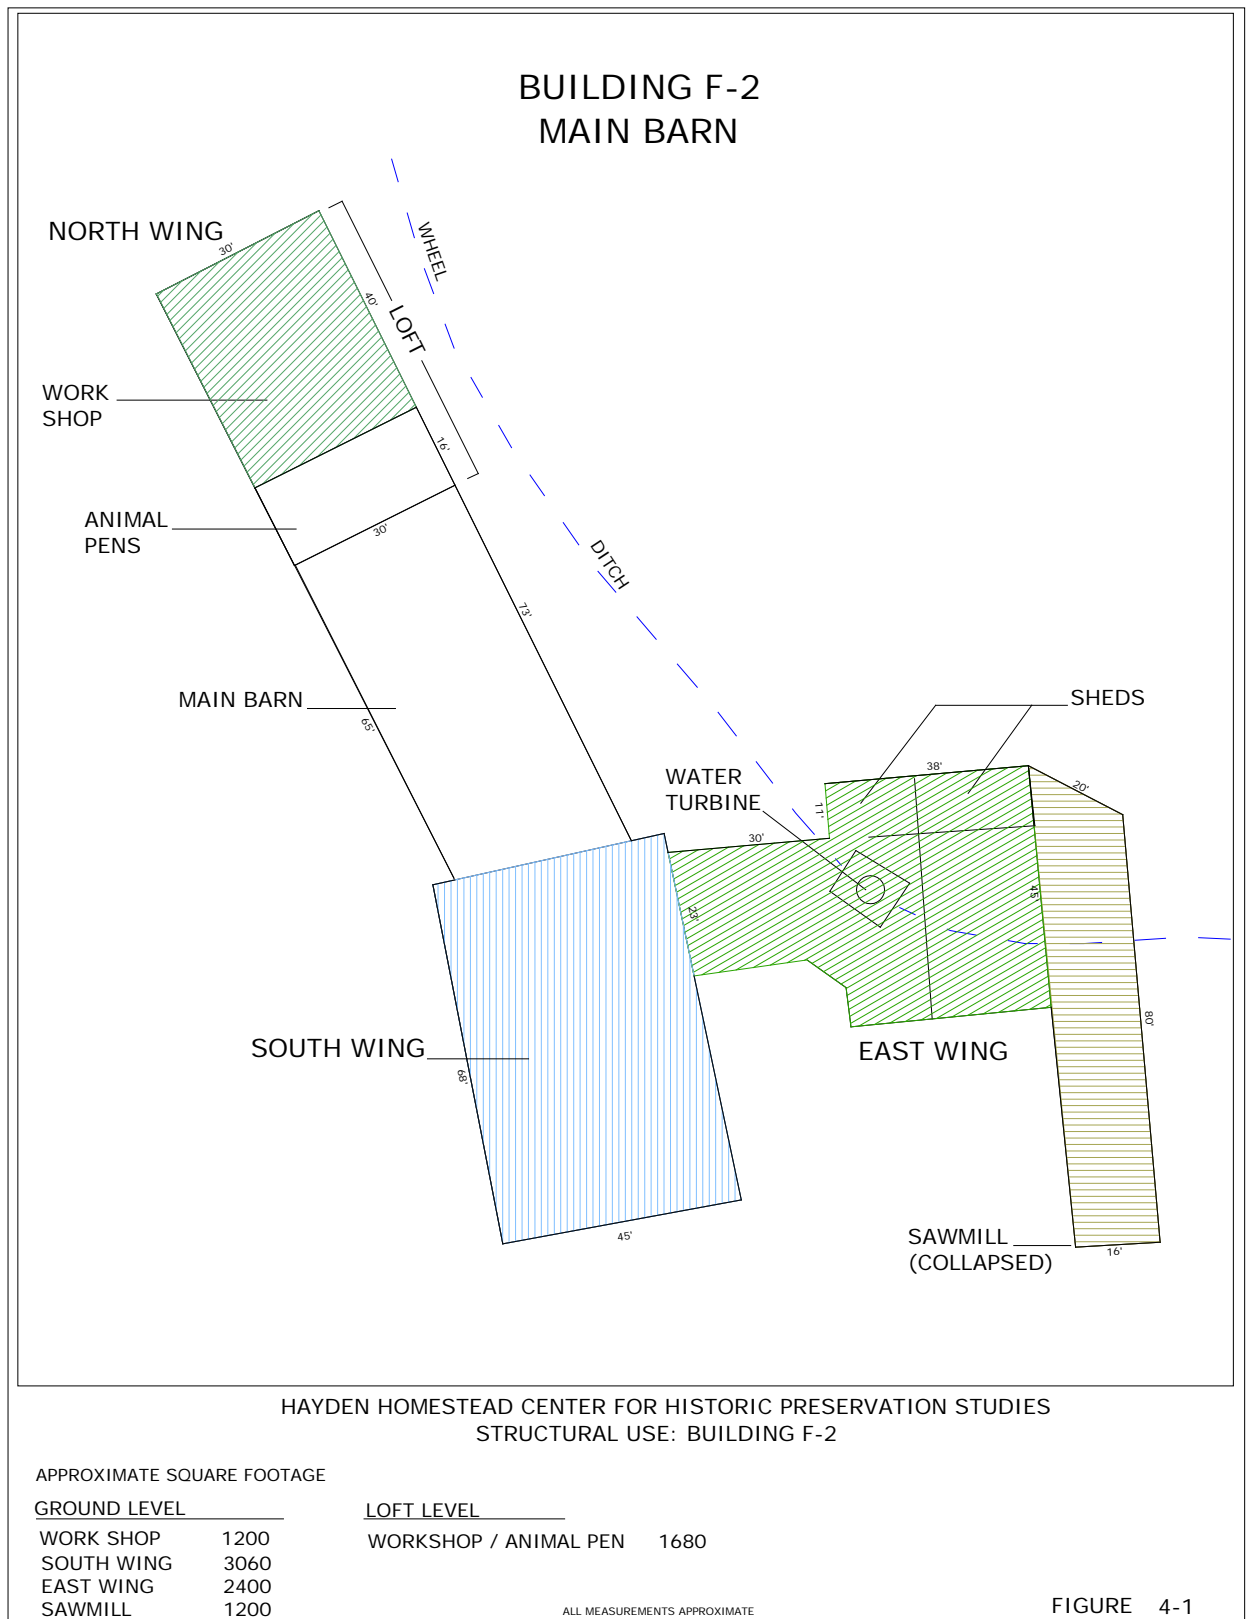 BUILDING F-2
MAIN BARN
NORTH WING
30'
WHEEL
40'
LOFT
WORK
SHOP
16'
ANIMAL
PENS
30'
DITCH
73'
MAIN BARN
65'
SHEDS
WATER
TURBINE
38'
20'
11'
30'
45'
23'
SOUTH WING
68'
EAST WING
80'
45'
SAWMILL
(COLLAPSED)
16'
HAYDEN HOMESTEAD CENTER FOR HISTORIC PRESERVATION STUDIES
STRUCTURAL USE: BUILDING F-2
APPROXIMATE SQUARE FOOTAGE
GROUND LEVEL
WORK SHOP 1200
SOUTH WING 3060
EAST WING 2400
SAWMILL 1200
LOFT LEVEL
WORKSHOP / ANIMAL PEN 1680
ALL MEASUREMENTS APPROXIMATE
FIGURE 4-1